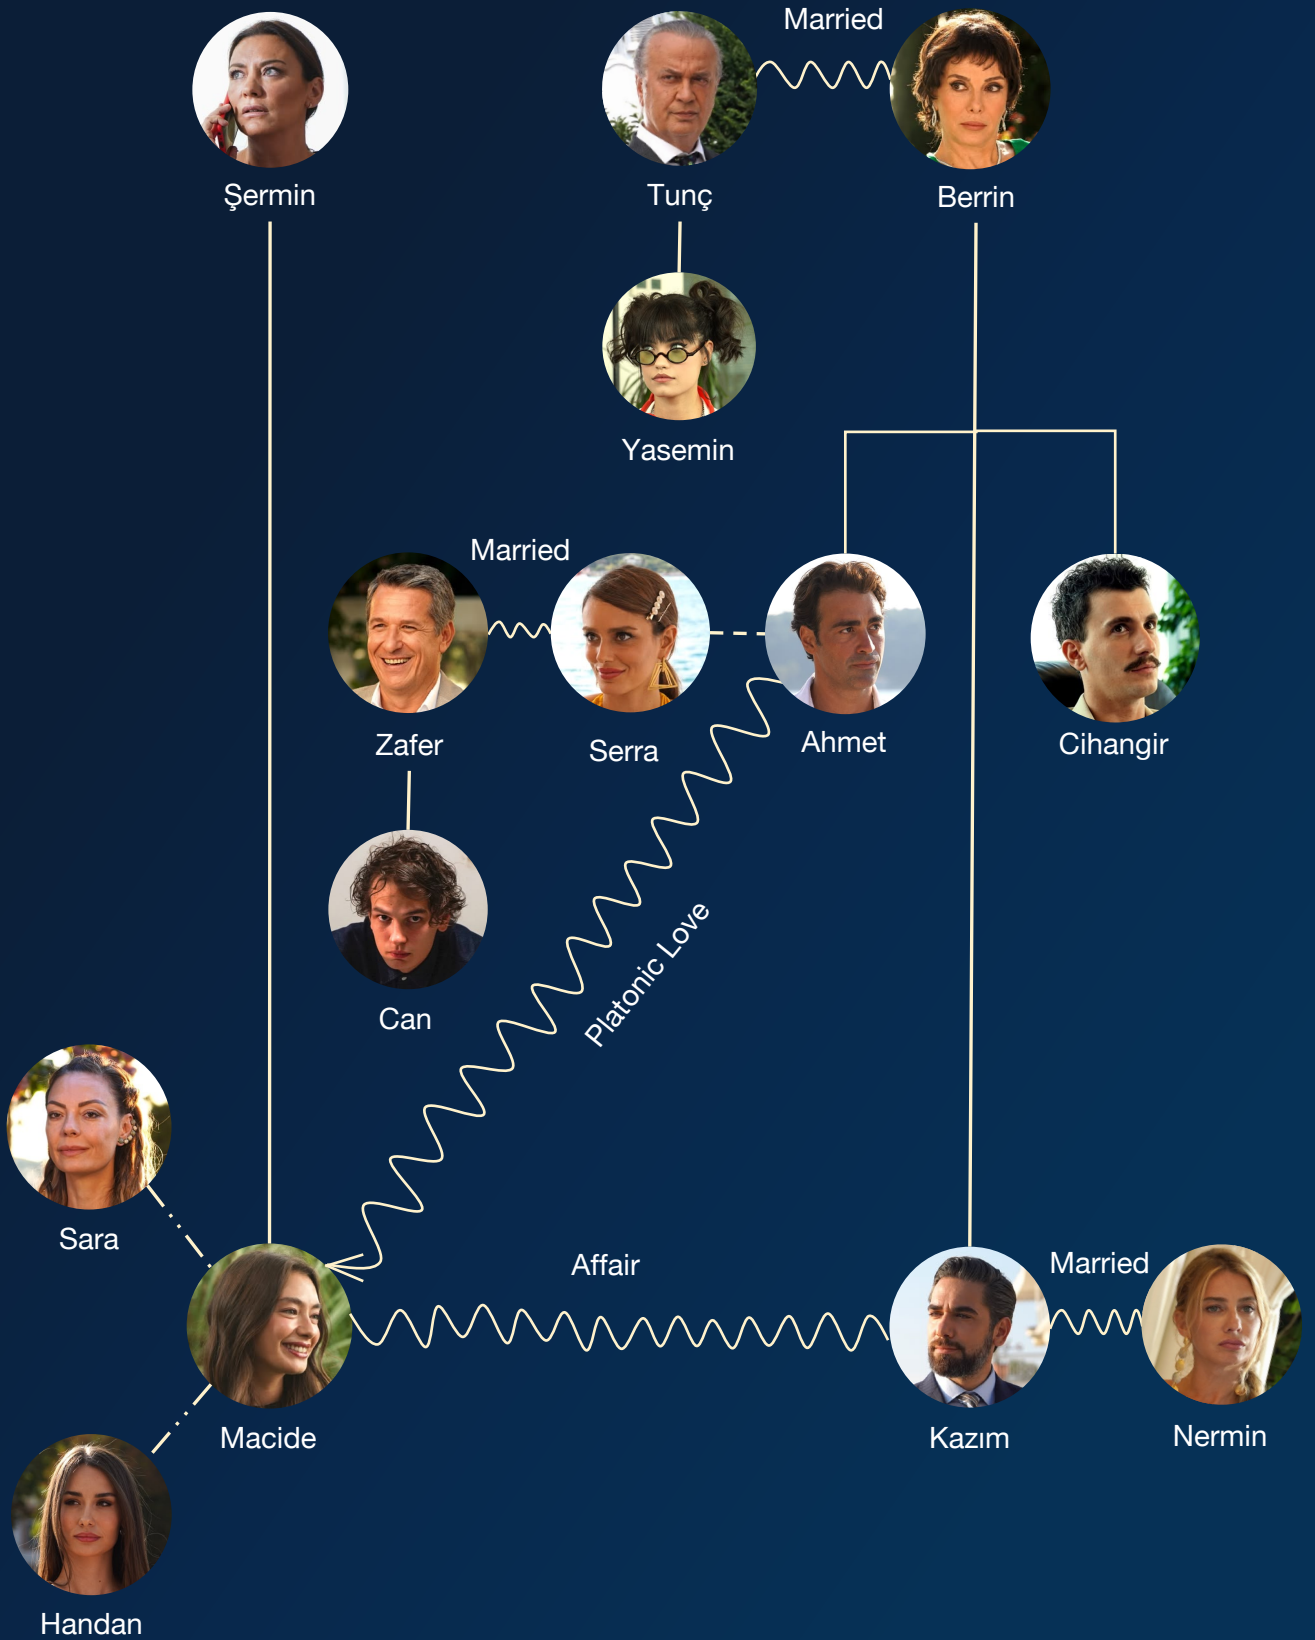 Married
Şermin
Tunç
Berrin
Yasemin
Married
Zafer
Serra
Ahmet
Cihangir
Can
Platonic Love
Sara
Affair
Married
Macide
Kazım
Nermin
Handan